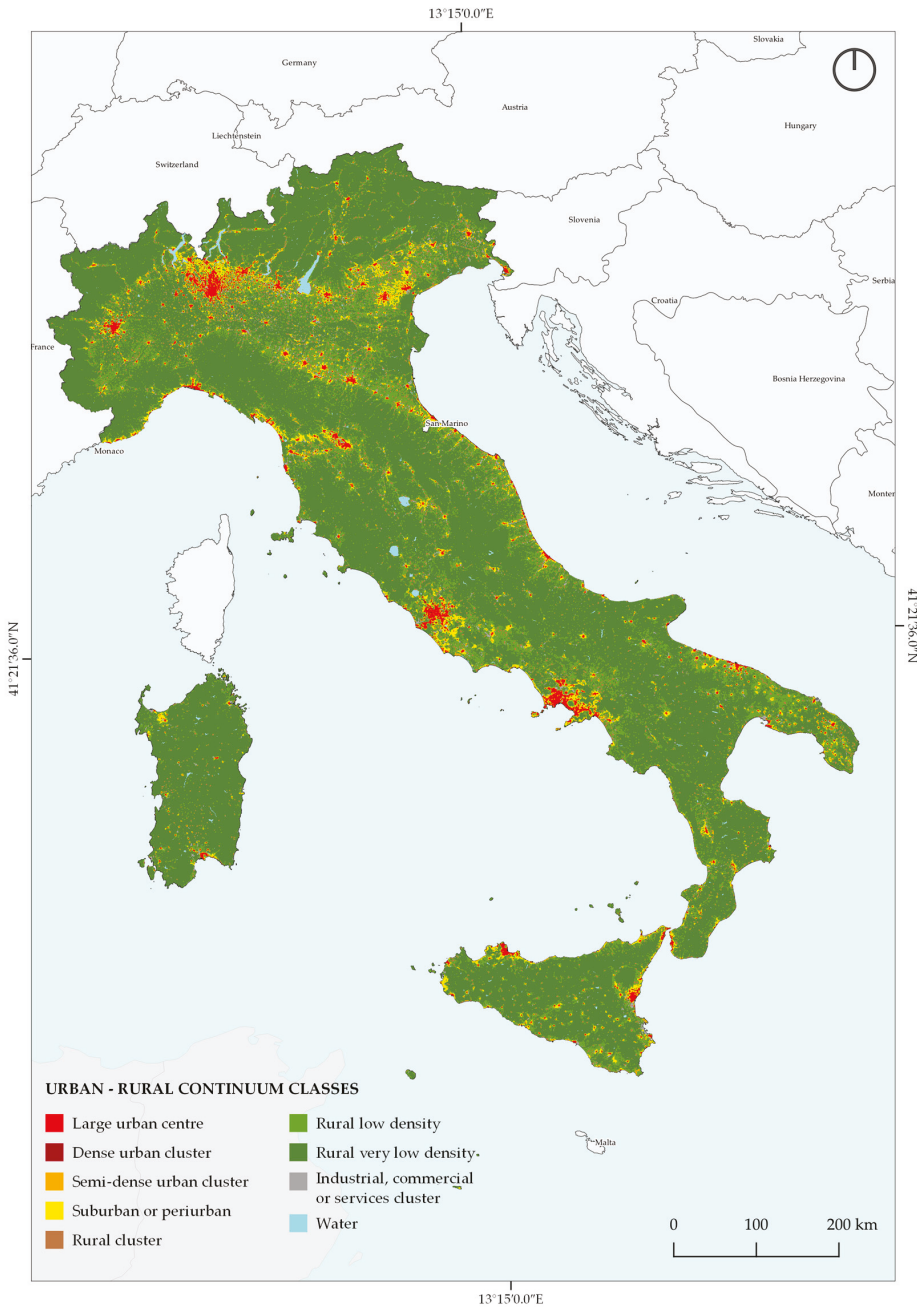 13°15'0.0"E
Slovakia
Germany
Austria
Hungary
Liechtenstein
Switzerland
Slovenia
Serbia
Croatia
France
Bosnia Herzegovina
San Marino
Monaco
Monter
41°21'36.0"N
41°21'36.0"N
URBAN - RURAL CONTINUUM CLASSES
Large urban centre
Dense urban cluster
Semi-dense urban cluster
Suburban or periurban
Rural cluster
Rural low density
Rural very low density
Industrial, commercial
or services cluster
Water
Malta
0 100 200 km
13°15'0.0"E